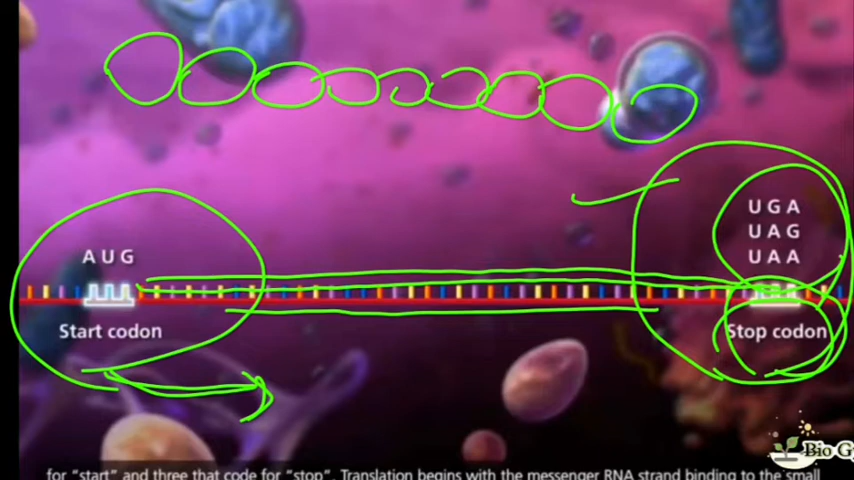 UGA
UAG
UAA
AUG
Start codon
Stop codon
Bio G
for “start” and three that code for “stop”. Translation begins with the messenger RNA strand binding to the small